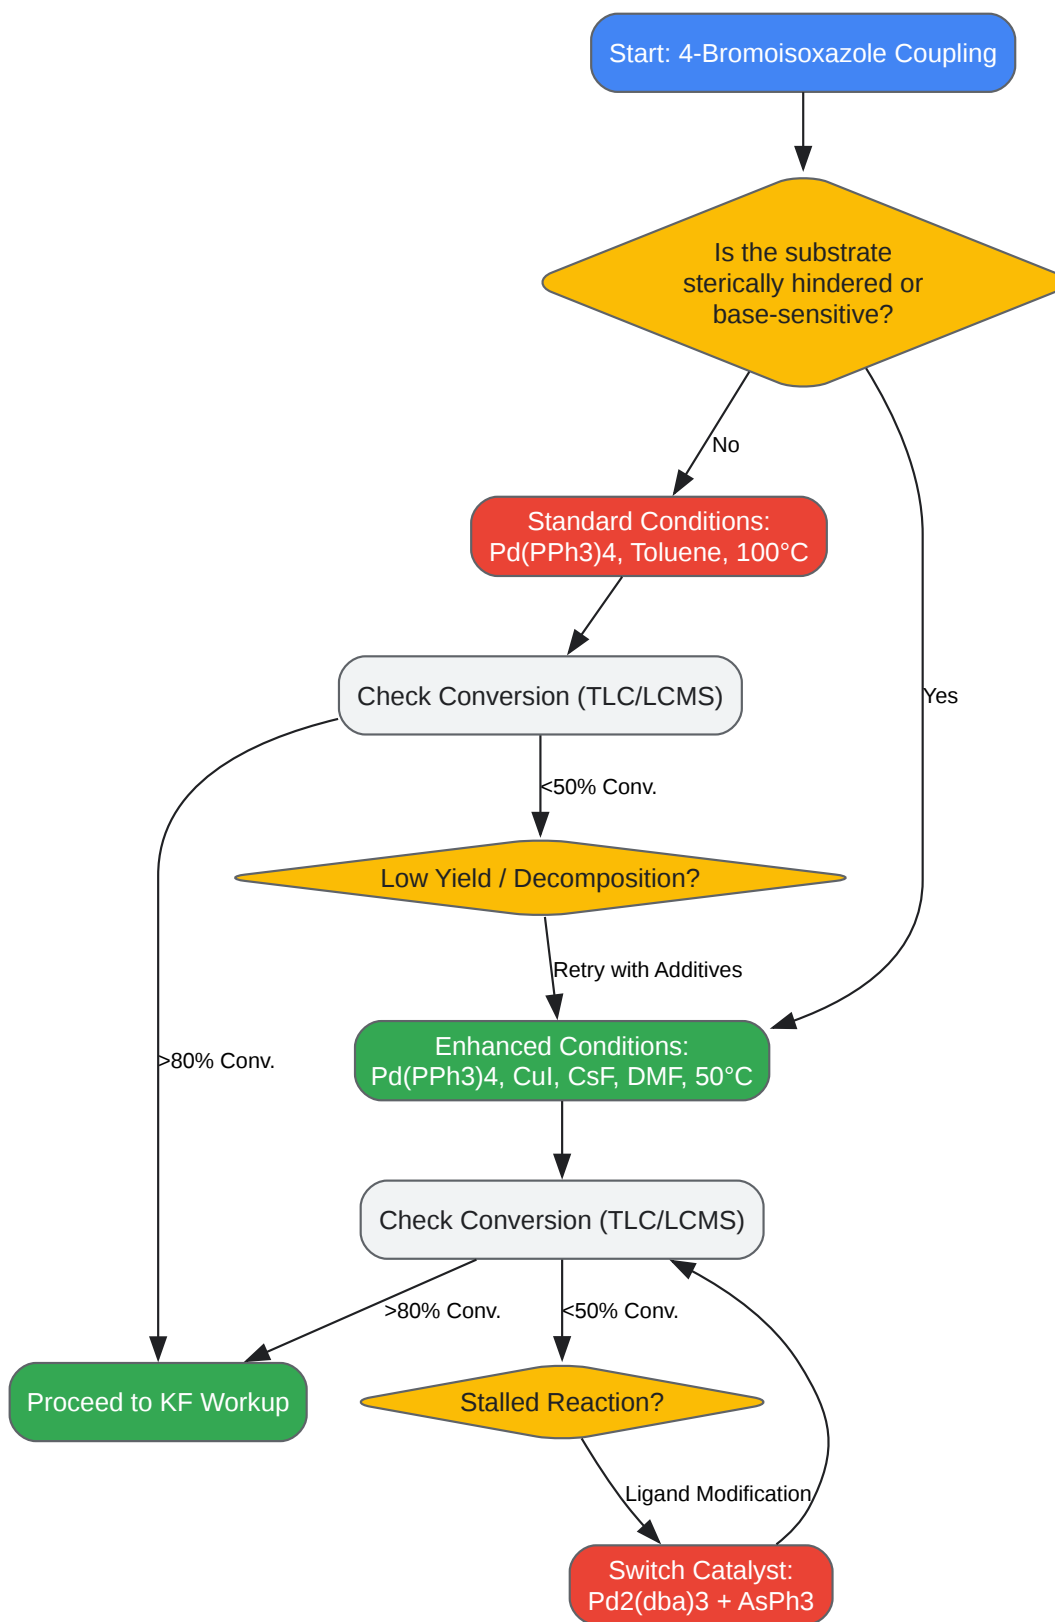 Start: 4-Bromoisoxazole Coupling
Is the substrate
sterically hindered or
base-sensitive?
No
Standard Conditions:
Pd(PPh3)4, Toluene, 100°C
Check Conversion (TLC/LCMS)
Yes
<50% Conv.
Low Yield / Decomposition?
Retry with Additives
>80% Conv.
Enhanced Conditions:
Pd(PPh3)4, CuI, CsF, DMF, 50°C
Check Conversion (TLC/LCMS)
>80% Conv.
<50% Conv.
Proceed to KF Workup
Stalled Reaction?
Ligand Modification
Switch Catalyst:
Pd2(dba)3 + AsPh3